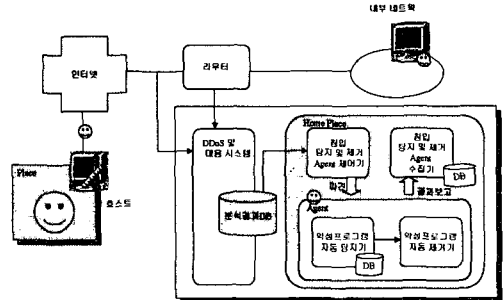 내부 네트웍
인터넷
라우터
Place
호스트
DDoS 및
대응 시스템
분석결과DB
Home Place
침입
탐지 및 제거
Agent 제어기
침입
탐지 및 제거
Agent
수집기
DB
파견
결과보고
Agent
악성프로그램
자동 탐지기
DB
악성프로그램
자동 제거기